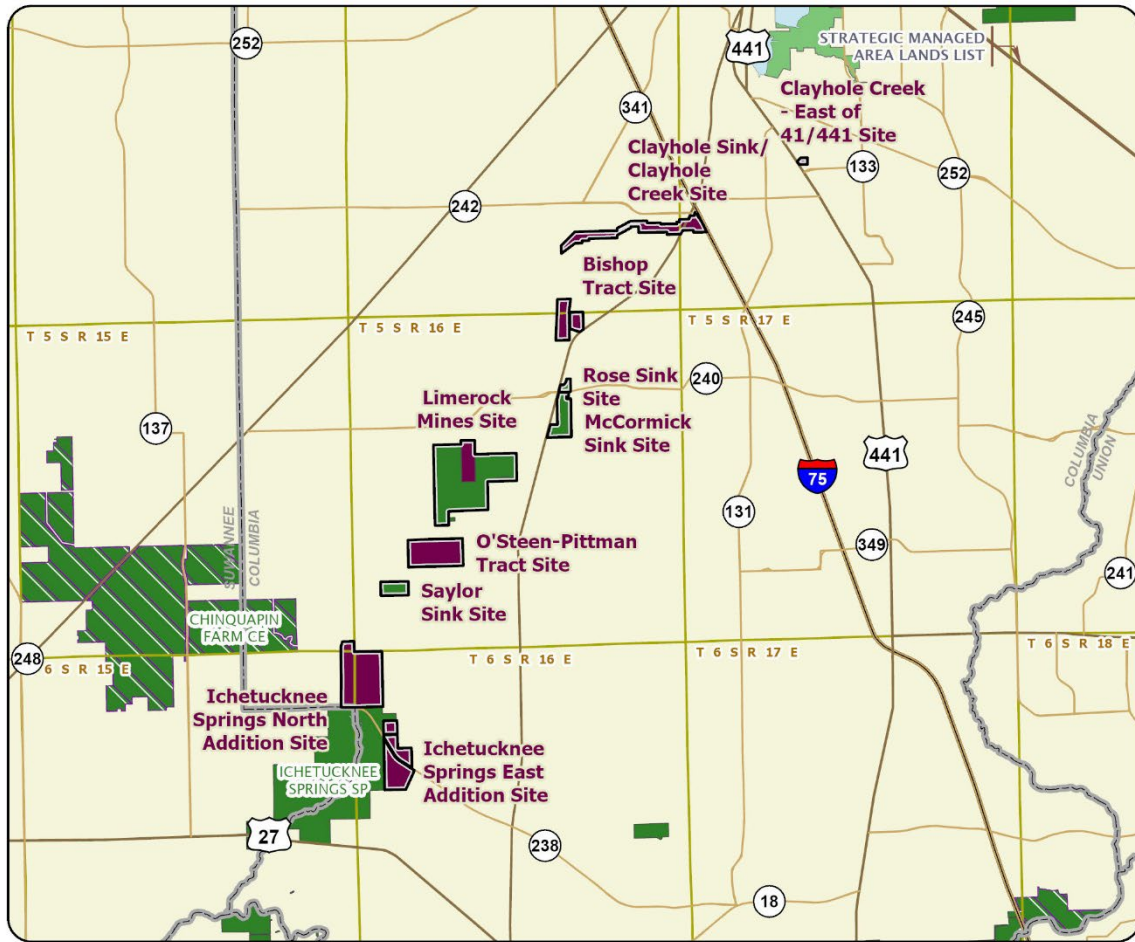 252
441
STRATEGIC MANAGED
AREA LANDS LIST
341
Clayhole Creek
- East of
41/441 Site
Clayhole Sink/
Clayhole
Creek Site
133
252
242
Bishop
Tract Site
T 5 S R 15 E
T 5 S R 16 E
T 5 S R 17 E
245
Limerock
Mines Site
Rose Sink
Site
240
McCormick
Sink Site
137
441
75
COLUMBIA
UNION
131
349
241
SUWANNEE
COLUMBIA
O'Steen-Pittman
Tract Site
Saylor
Sink Site
CHINQUAPIN
FARM CE
248
6 S R 15 E
T 6 S R 16 E
T 6 S R 17 E
T 6 S R 18 E
Ichetucknee
Springs North
Addition Site
ICHETUCKNEE
SPRINGS SP
Ichetucknee
Springs East
Addition Site
27
238
18